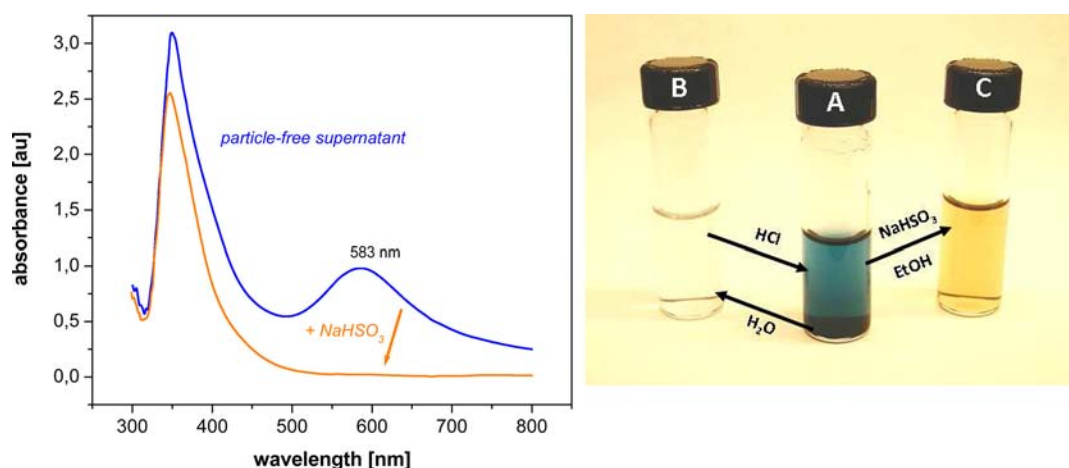 3,0
2,5
2,0
1,5
1,0
0,5
0,0
absorbance [au]
particle-free supernatant
583 nm
+ NaHSO₃
300 400 500 600 700 800
wavelength [nm]
B
A
C
HCl
NaHSO₃
EtOH
H₂O